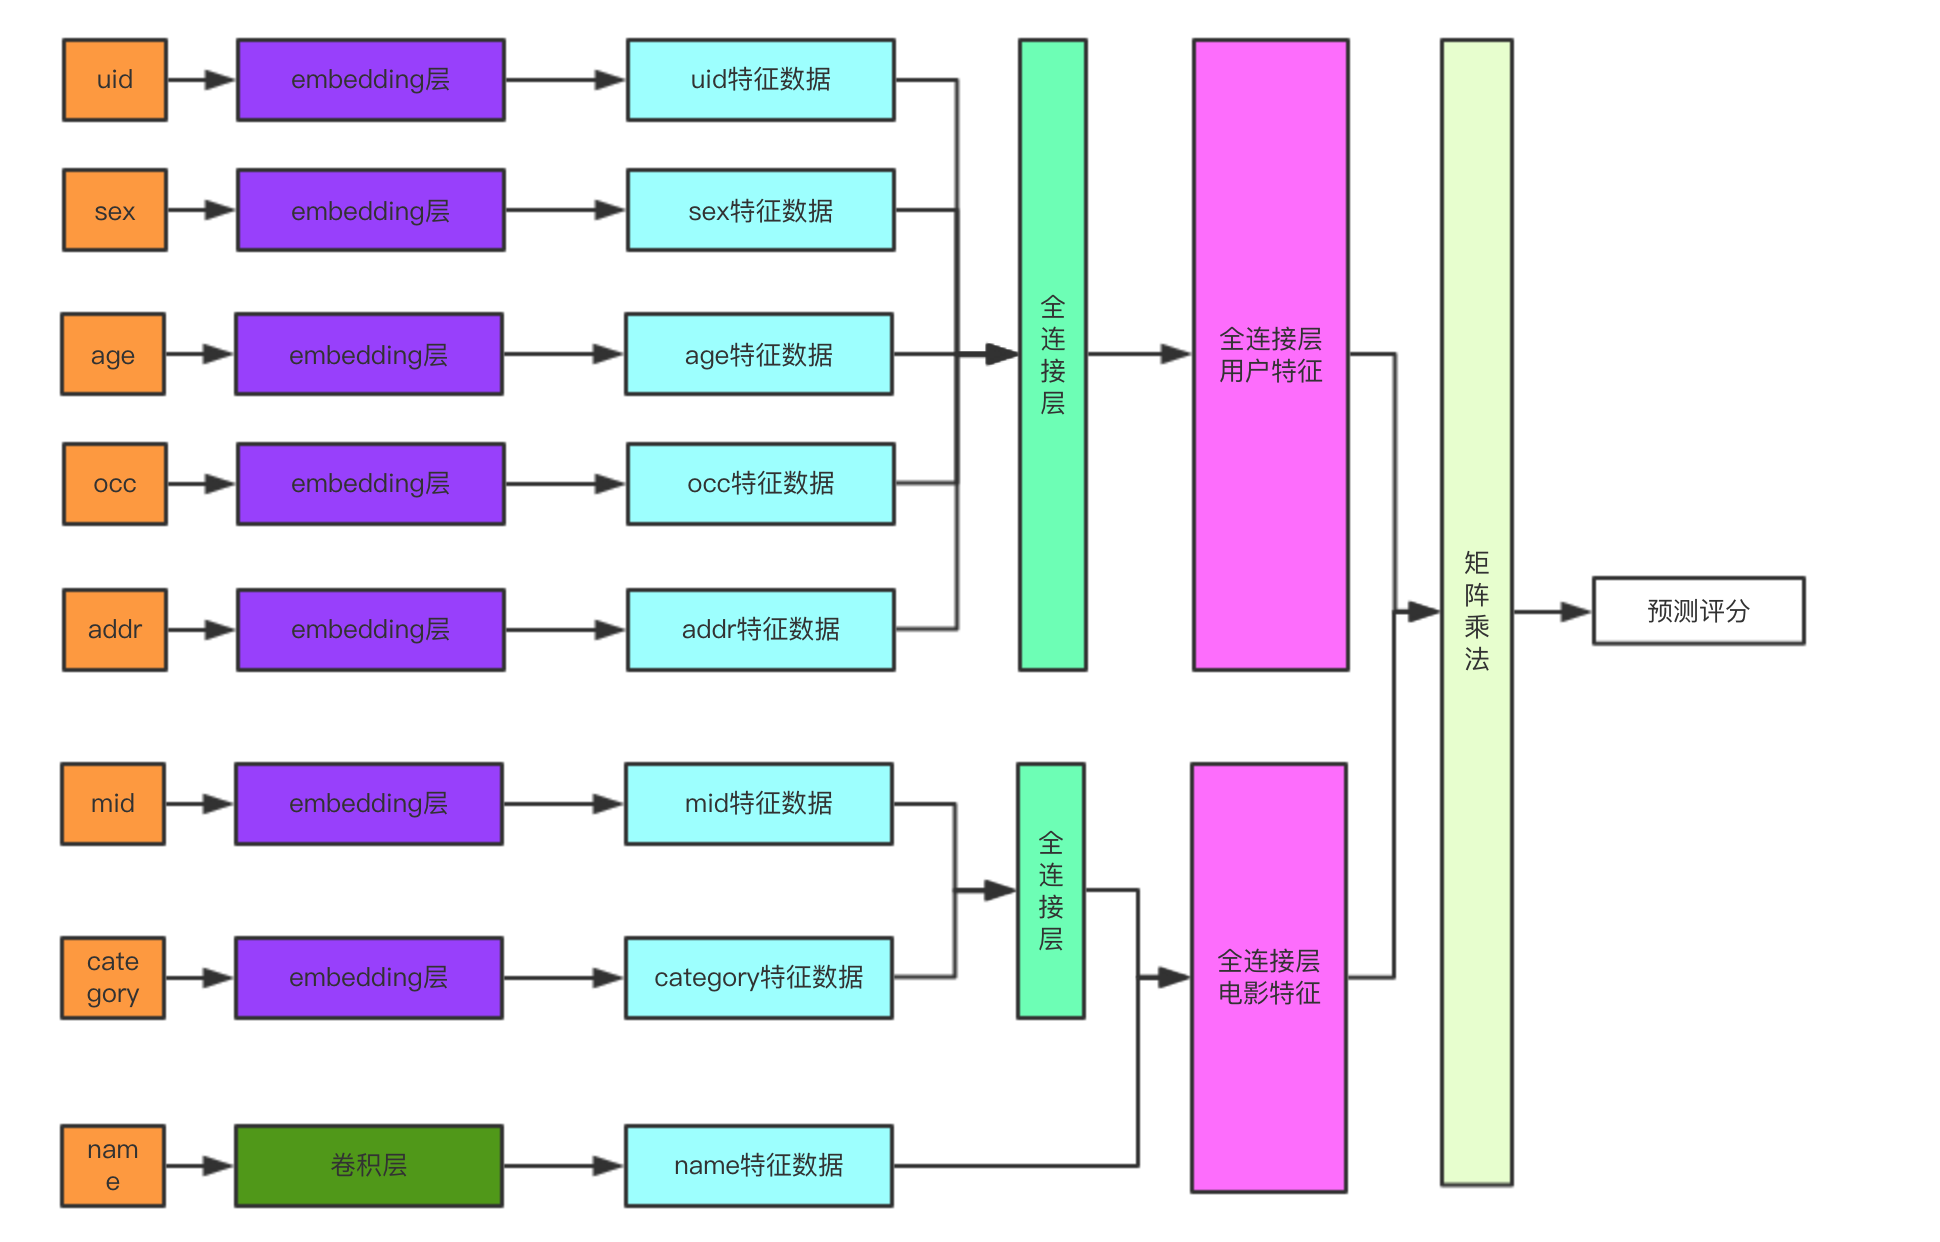 uid
embedding层
uid特征数据
sex
embedding层
sex特征数据
age
embedding层
age特征数据
occ
embedding层
occ特征数据
addr
embedding层
addr特征数据
全
连
接
层
全连接层
用户特征
mid
embedding层
mid特征数据
cate
gory
embedding层
category特征数据
全
连
接
层
nam
e
卷积层
name特征数据
全连接层
电影特征
矩
阵
乘
法
预测评分